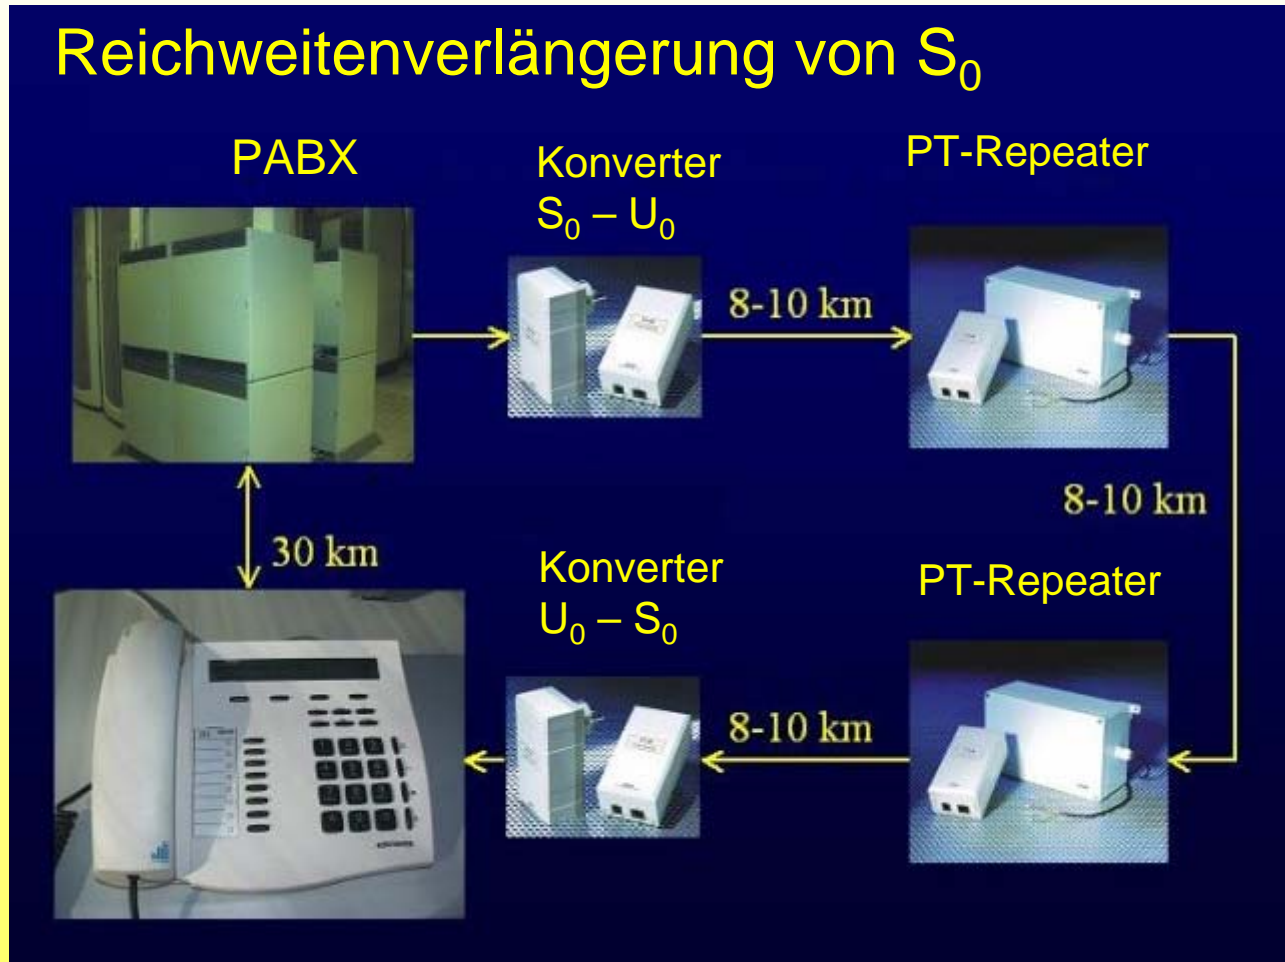 Reichweitenverlängerung von S₀
PABX
Konverter
S₀ – U₀
PT-Repeater
8-10 km
8-10 km
30 km
Konverter
U₀ – S₀
PT-Repeater
8-10 km